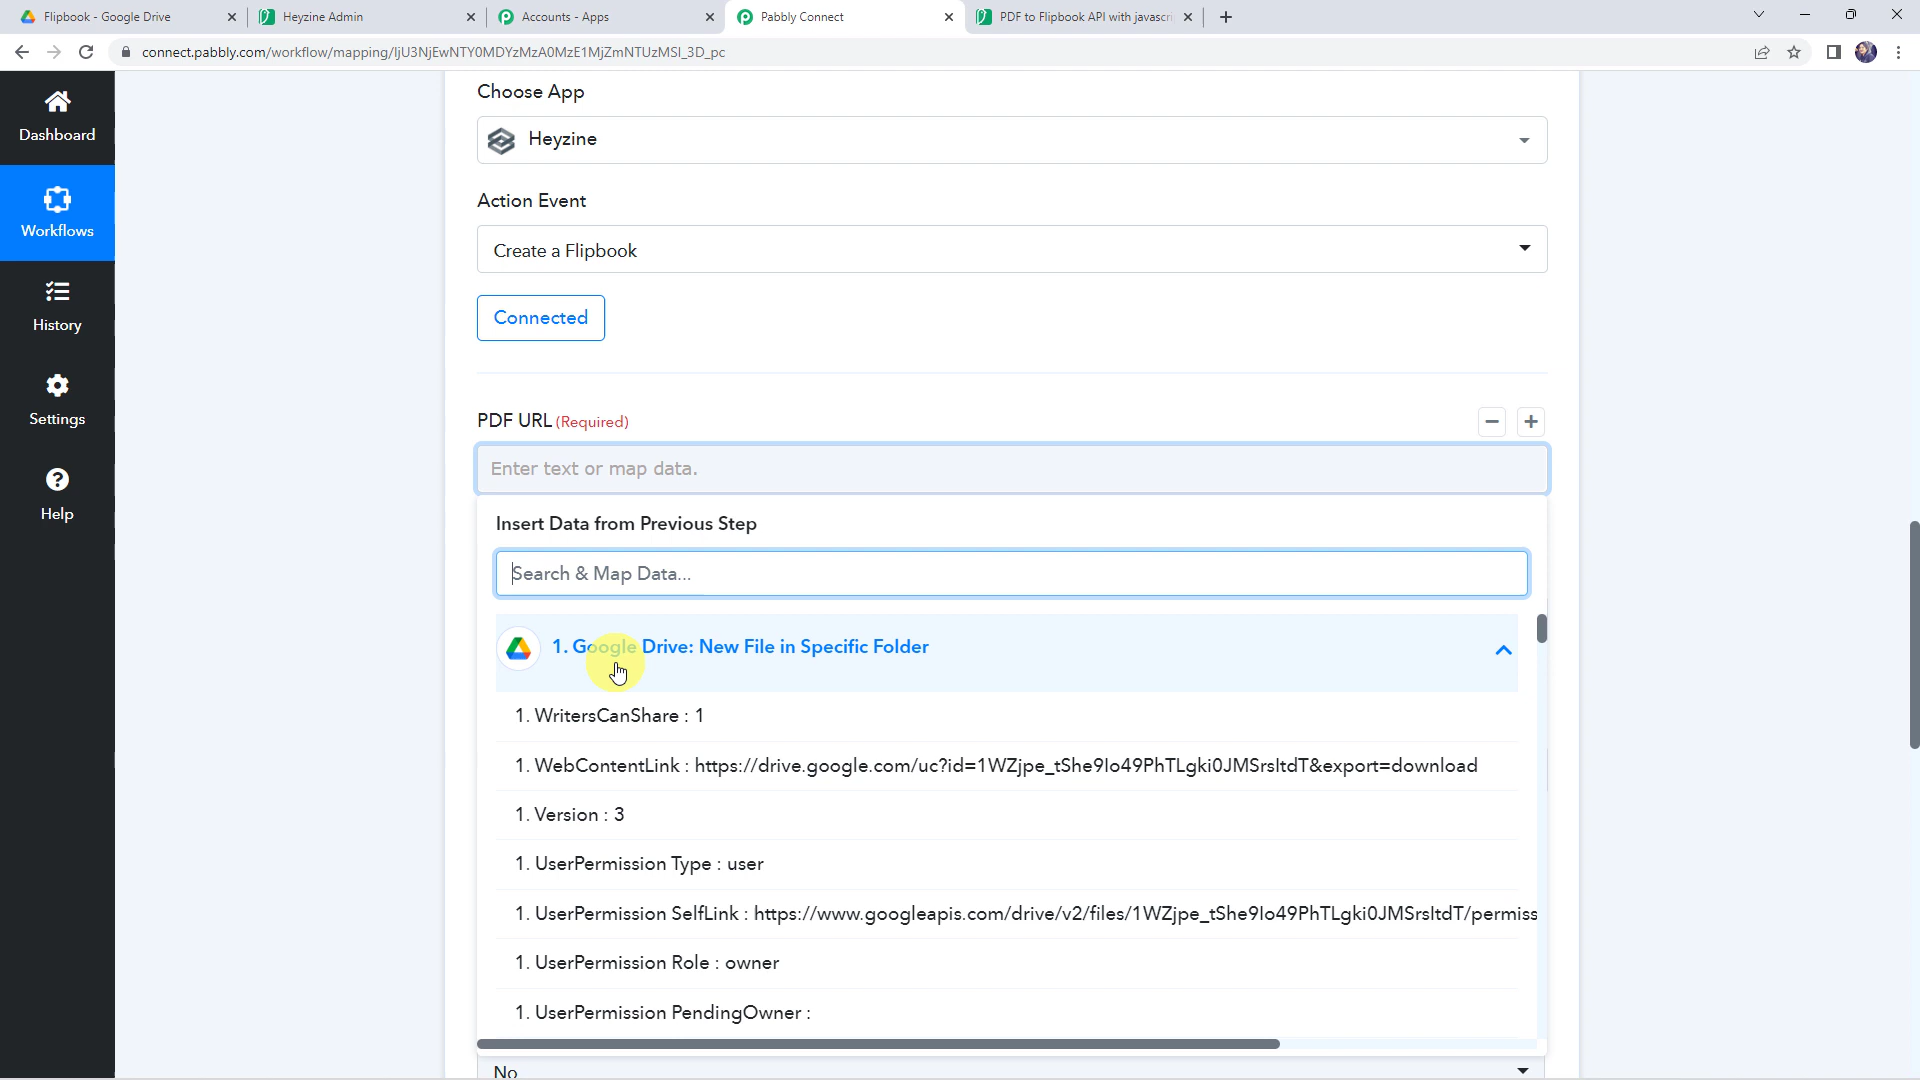 Flipbook - Google Drive
Heyzine Admin
Accounts - Apps
Pabbly Connect
PDF to Flipbook API with javascri
connect.pabbly.com/workflow/mapping/IjU3NjEwNTY0MDYzMzA0MzE1MjZmNTUzMSI_3D_pc
Dashboard
Workflows
History
Settings
Help
Choose App
Heyzine
Action Event
Create a Flipbook
Connected
PDF URL (Required)
Enter text or map data.
Insert Data from Previous Step
Search & Map Data...
1. Google Drive: New File in Specific Folder
1. WritersCanShare : 1
1. WebContentLink : https://drive.google.com/uc?id=1WZjpe_tShe9Io49PhTLgki0JMSrsItdT&export=download
1. Version : 3
1. UserPermission Type : user
1. UserPermission SelfLink : https://www.googleapis.com/drive/v2/files/1WZjpe_tShe9Io49PhTLgki0JMSrsItdT/permiss
1. UserPermission Role : owner
1. UserPermission PendingOwner :
No